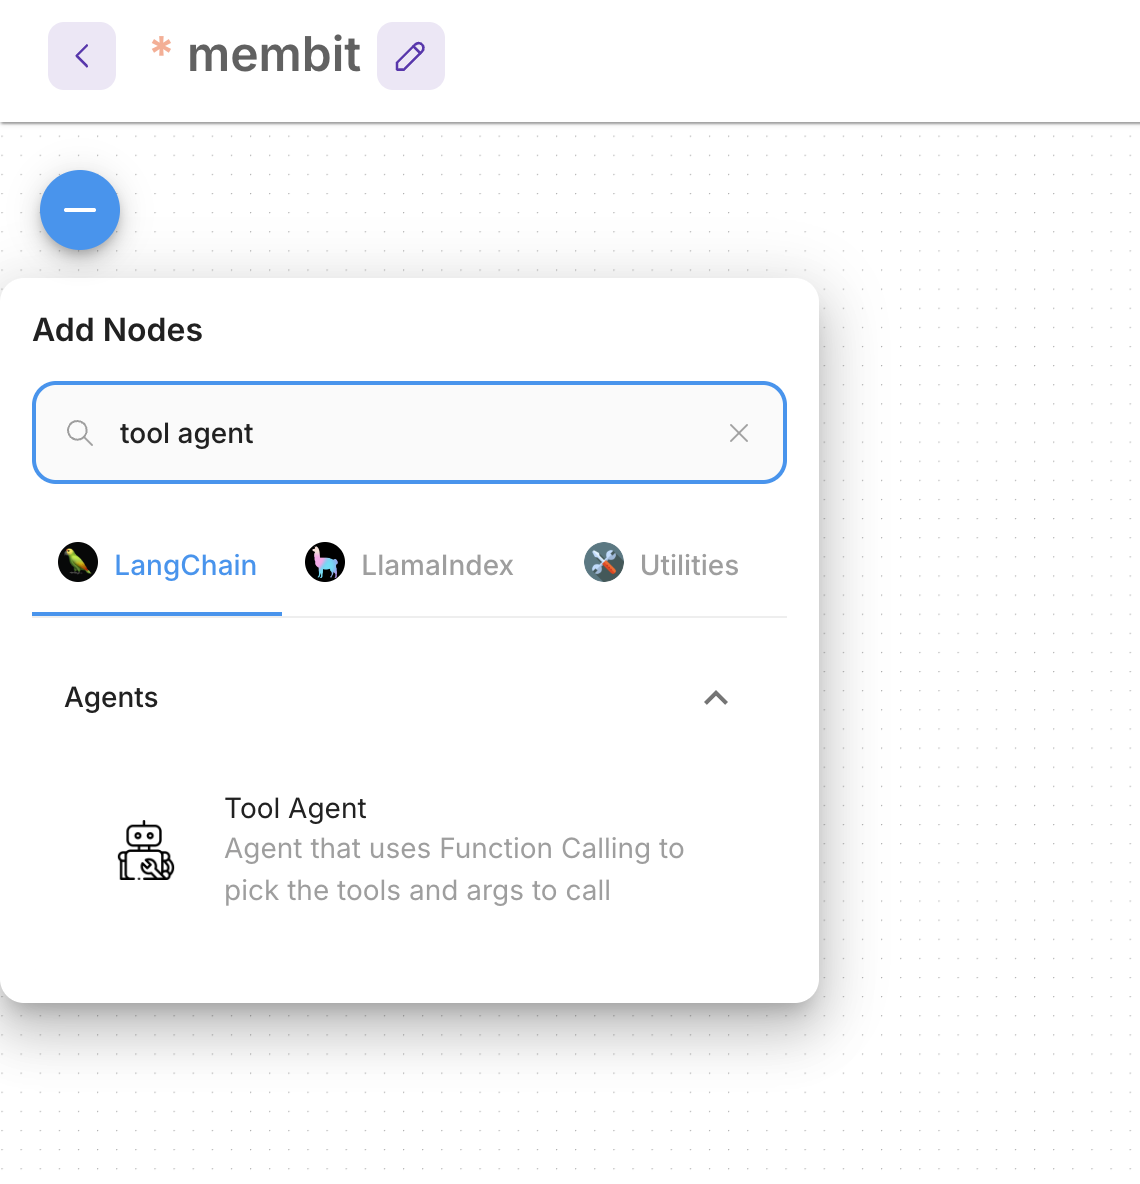 * membit
Add Nodes
tool agent
LangChain
LlamaIndex
Utilities
Agents
Tool Agent
Agent that uses Function Calling to
pick the tools and args to call